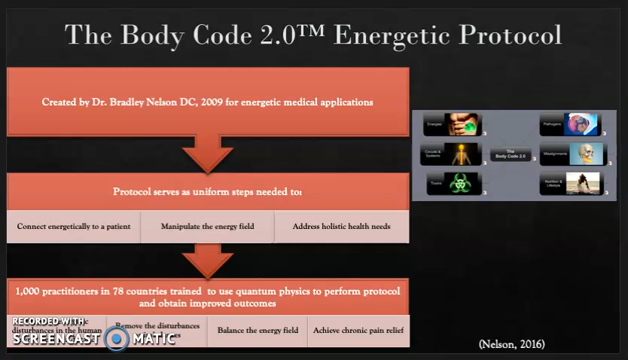 The Body Code 2.0™ Energetic Protocol
Created by Dr. Bradley Nelson DC, 2009 for energetic medical applications
Protocol serves as uniform steps needed to:
Connect energetically to a patient
Manipulate the energy field
Address holistic health needs
1,000 practitioners in 78 countries trained to use quantum physics to perform protocol
and obtain improved outcomes
disturbances in the human
Remove the disturbances
Balance the energy field
Achieve chronic pain relief
Energies
Circuits & Systems
Toxins
The Body Code 2.0
Pathogens
Misalignments
Nutrition & Lifestyle
(Nelson, 2016)
RECORDED WITH
SCREENCAST MATIC